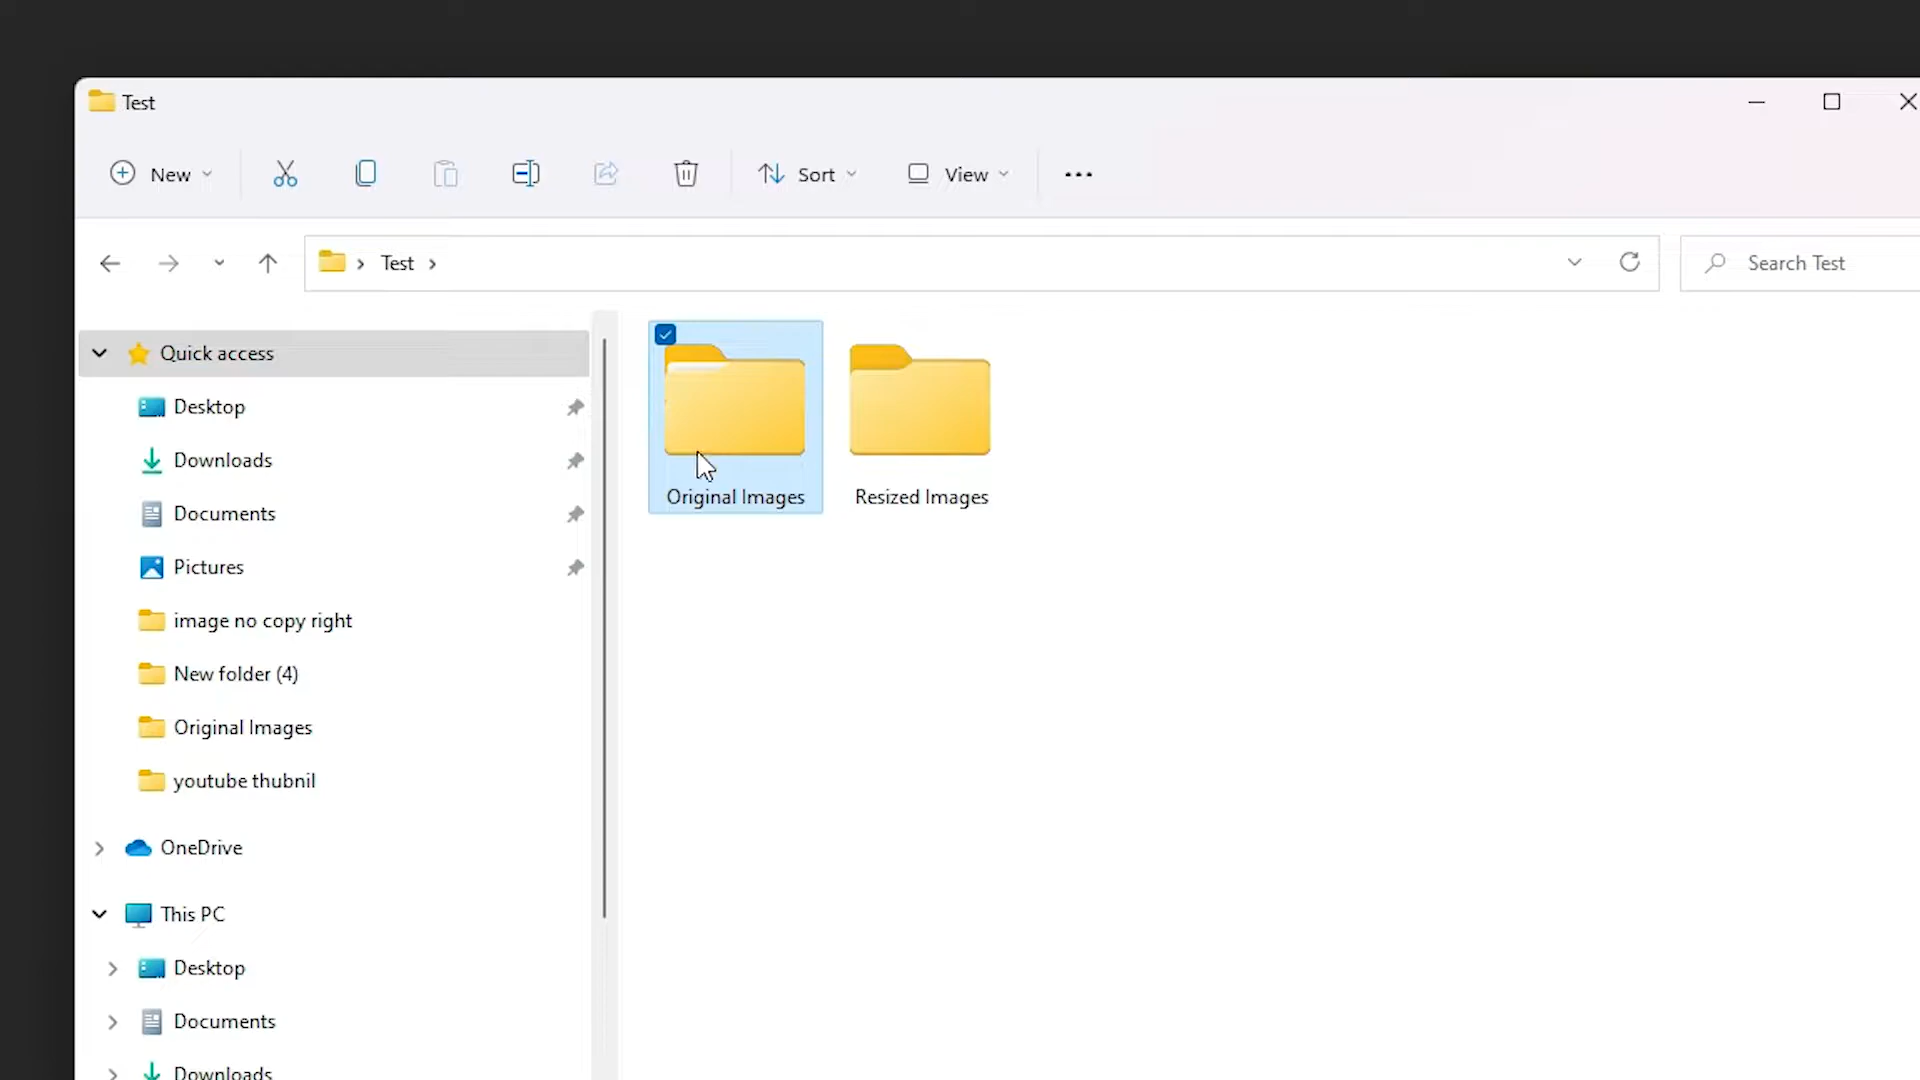 Test
New
Sort
View
Test
Search Test
Quick access
Desktop
Downloads
Documents
Pictures
image no copy right
New folder (4)
Original Images
youtube thubnil
OneDrive
This PC
Desktop
Documents
Downloads
Original Images
Resized Images